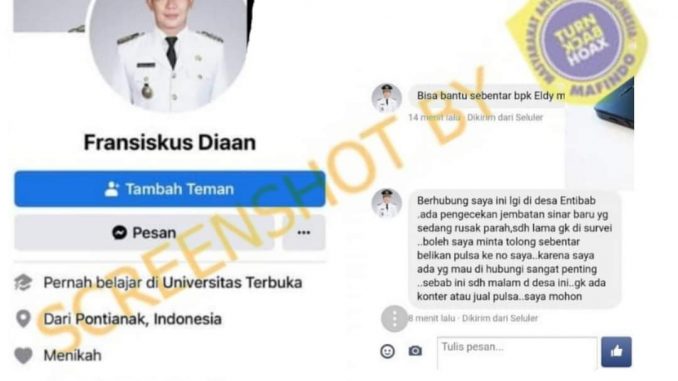 Fransiskus Diaan
Tambah Teman
Pesan
Pernah belajar di Universitas Terbuka
Dari Pontianak, Indonesia
Menikah
SCREENSHOT BY
TURN
BACK
HOAX
MAFINDO
Bisa bantu sebentar bpk Eldy m
14 menit lalu · Dikirim dari Seluler
Berhubung saya ini lgi di desa Entibab
.ada pengecekan jembatan sinar baru yg
sedang rusak parah,sdh lama gk di survei
..boleh saya minta tolong sebentar
belikan pulsa ke no saya..karena saya
ada yg mau di hubungi sangat penting
..sebab ini sdh malam d desa ini..gk ada
konter atau jual pulsa..saya mohon
8 menit lalu · Dikirim dari Seluler
Tulis pesan...